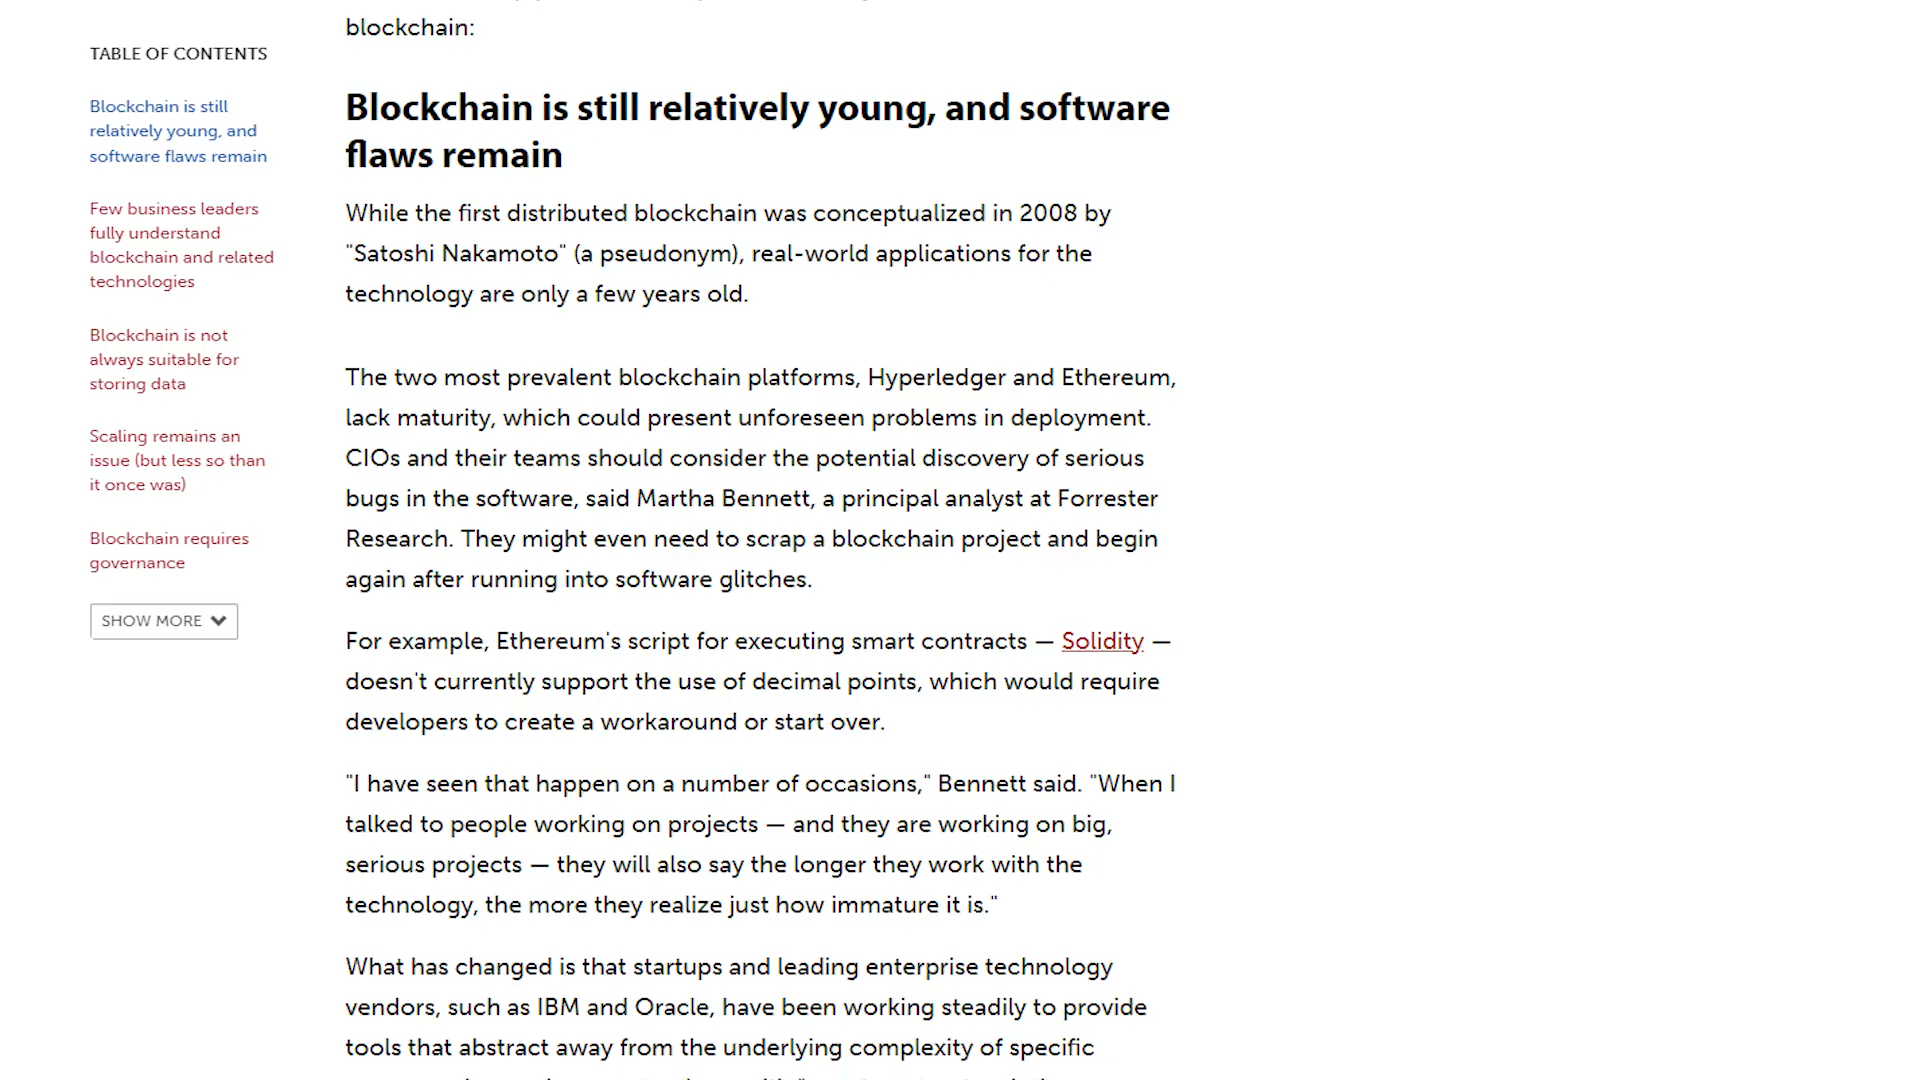 TABLE OF CONTENTS
Blockchain is still
relatively young, and
software flaws remain
Few business leaders
fully understand
blockchain and related
technologies
Blockchain is not
always suitable for
storing data
Scaling remains an
issue (but less so than
it once was)
Blockchain requires
governance
SHOW MORE
blockchain:
Blockchain is still relatively young, and software
flaws remain
While the first distributed blockchain was conceptualized in 2008 by
"Satoshi Nakamoto" (a pseudonym), real-world applications for the
technology are only a few years old.
The two most prevalent blockchain platforms, Hyperledger and Ethereum,
lack maturity, which could present unforeseen problems in deployment.
CIOs and their teams should consider the potential discovery of serious
bugs in the software, said Martha Bennett, a principal analyst at Forrester
Research. They might even need to scrap a blockchain project and begin
again after running into software glitches.
For example, Ethereum's script for executing smart contracts — Solidity —
doesn't currently support the use of decimal points, which would require
developers to create a workaround or start over.
"I have seen that happen on a number of occasions," Bennett said. "When I
talked to people working on projects — and they are working on big,
serious projects — they will also say the longer they work with the
technology, the more they realize just how immature it is."
What has changed is that startups and leading enterprise technology
vendors, such as IBM and Oracle, have been working steadily to provide
tools that abstract away from the underlying complexity of specific